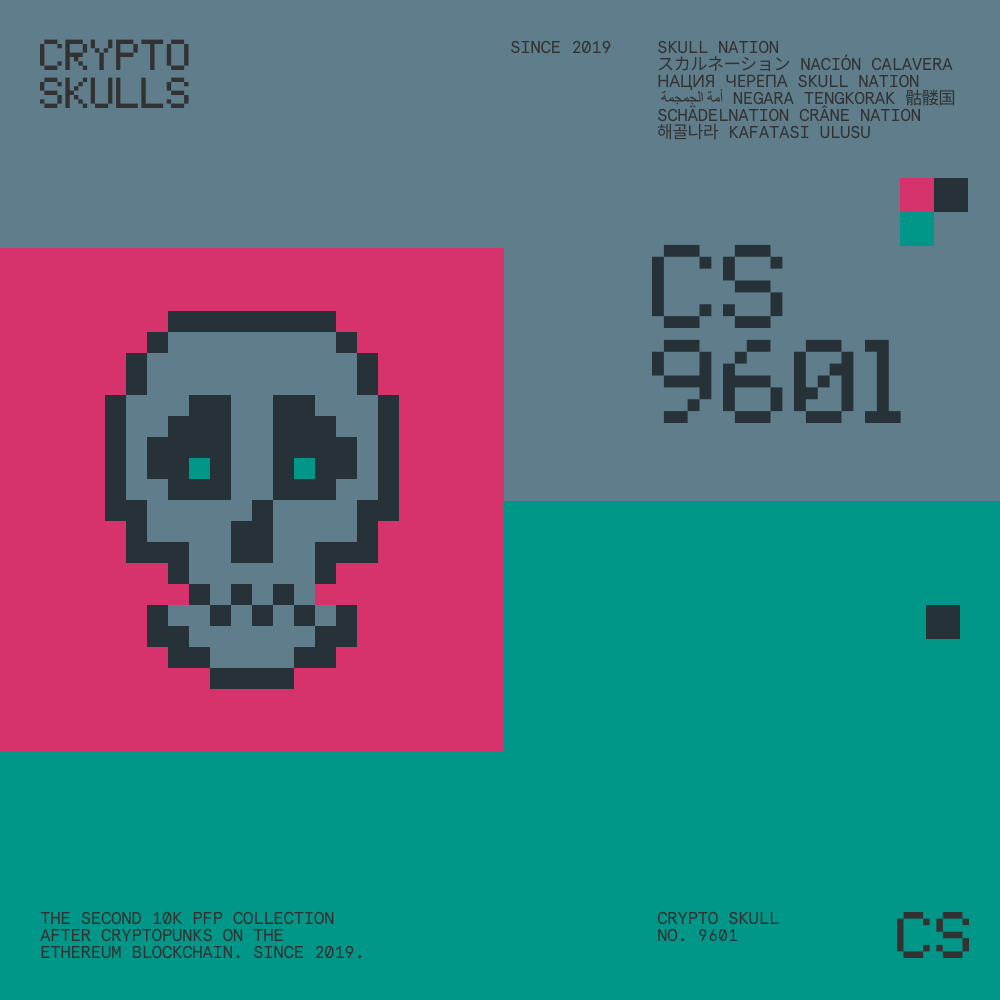 CRYPTO
SKULLS
SINCE 2019
SKULL NATION
スカルネーション NACIÓN CALAVERA
НАЦИЯ ЧЕРЕПА SKULL NATION
أمة الجمجمة NEGARA TENGKORAK 骷髅国
SCHÄDELNATION CRÂNE NATION
해골나라 KAFATASI ULUSU
CS
9601
THE SECOND 10K PFP COLLECTION
AFTER CRYPTOPUNKS ON THE
ETHEREUM BLOCKCHAIN. SINCE 2019.
CRYPTO SKULL
NO. 9601
CS